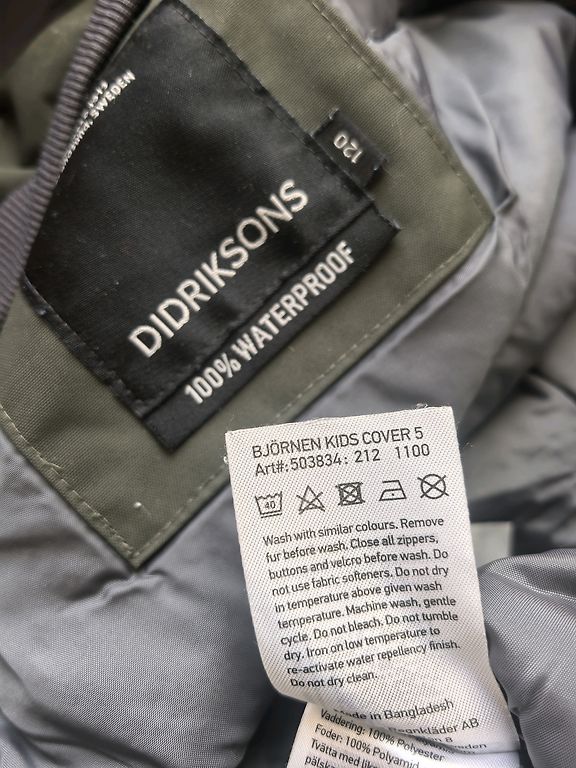 SWEDEN
120
DIDRIKSONS
100% WATERPROOF
BJÖRNEN KIDS COVER 5
Art#: 503834: 212 1100
40
Wash with similar colours. Remove
fur before wash. Close all zippers,
buttons and velcro before wash. Do
not use fabric softeners. Do not dry
in temperature above given wash
temperature. Machine wash, gentle
cycle. Do not bleach. Do not tumble
dry. Iron on low temperature to
re-activate water repellency finish.
Do not dry clean.
Made in Bangladesh
Vaddering: 100% Polyester
Foder: 100% Polyamid
Tvätta med